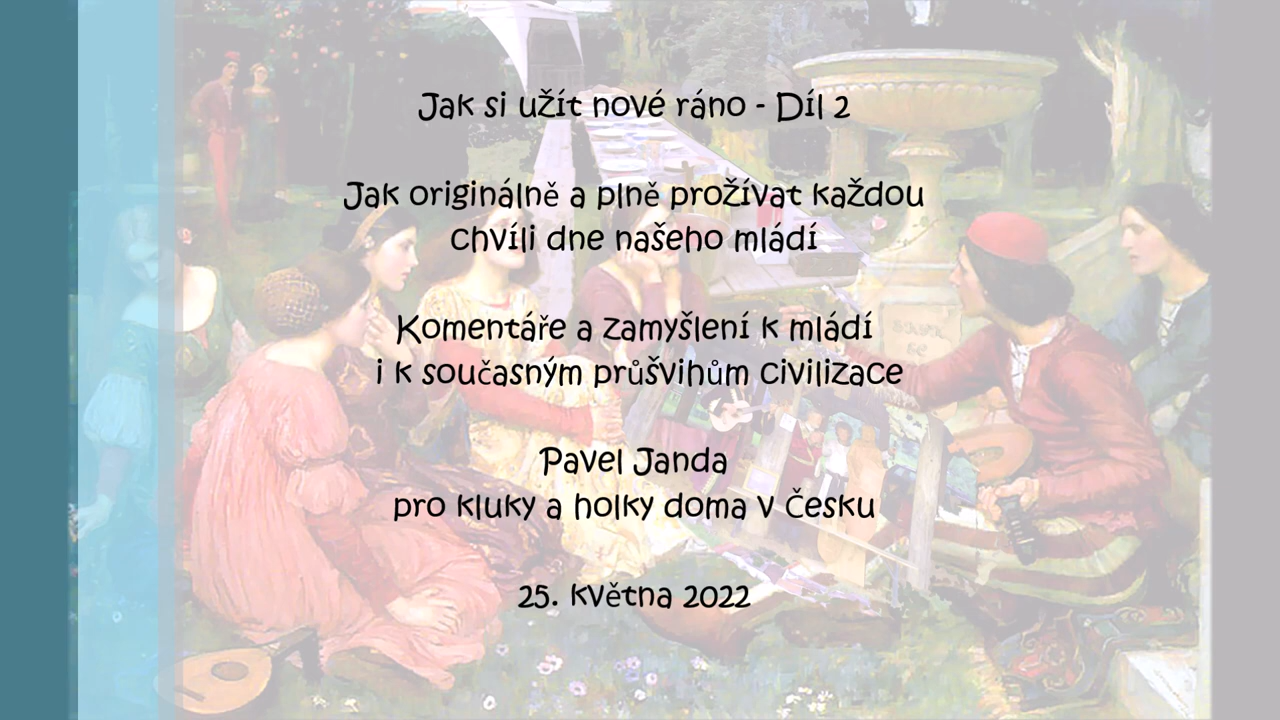 Jak si užít nové ráno - Díl 2
Jak originálně a plně prožívat každou
chvíli dne našeho mládí
Komentáře a zamyšlení k mládí
i k současným průšvihům civilizace
Pavel Janda
pro kluky a holky doma v Česku
25. května 2022